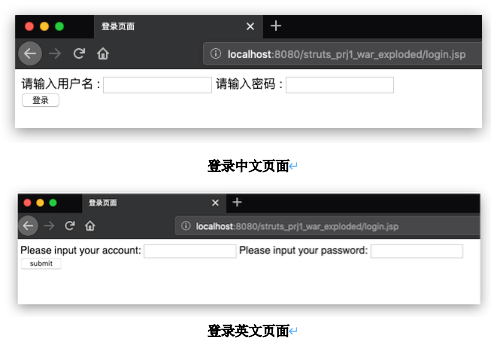 登录页面
localhost:8080/struts_prj1_war_exploded/login.jsp
请输入用户名： 请输入密码：
登录
登录中文页面↵
登录页面
localhost:8080/struts_prj1_war_exploded/login.jsp
Please input your account: Please input your password:
submit
登录英文页面↵